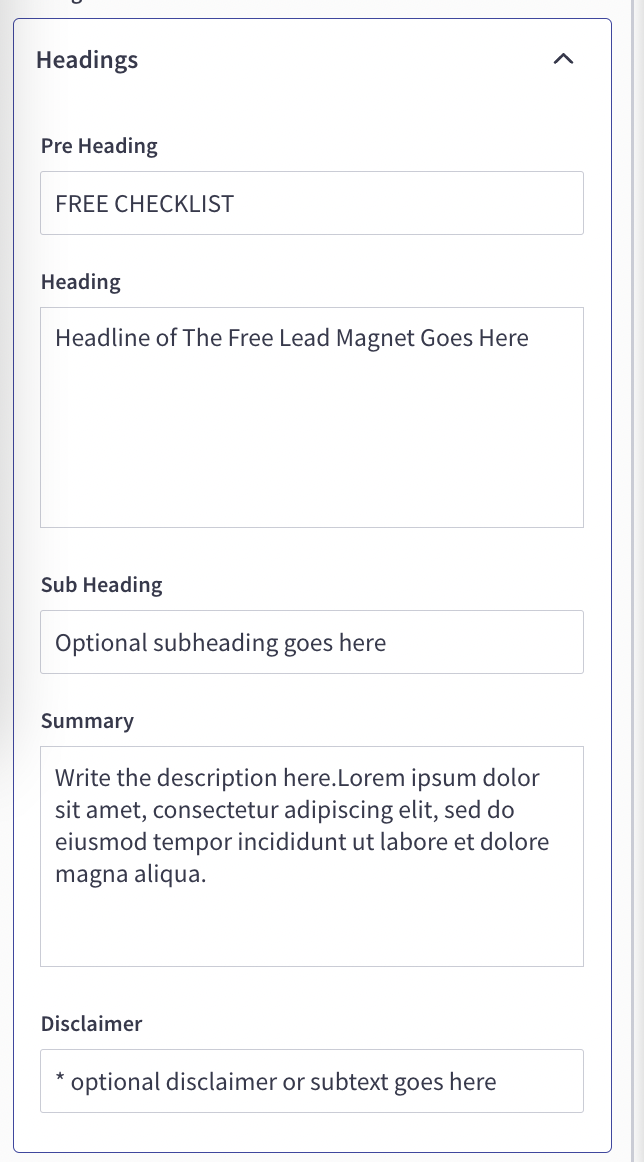 Headings
Pre Heading
FREE CHECKLIST
Heading
Headline of The Free Lead Magnet Goes Here
Sub Heading
Optional subheading goes here
Summary
Write the description here.Lorem ipsum dolor
sit amet, consectetur adipiscing elit, sed do
eiusmod tempor incididunt ut labore et dolore
magna aliqua.
Disclaimer
* optional disclaimer or subtext goes here